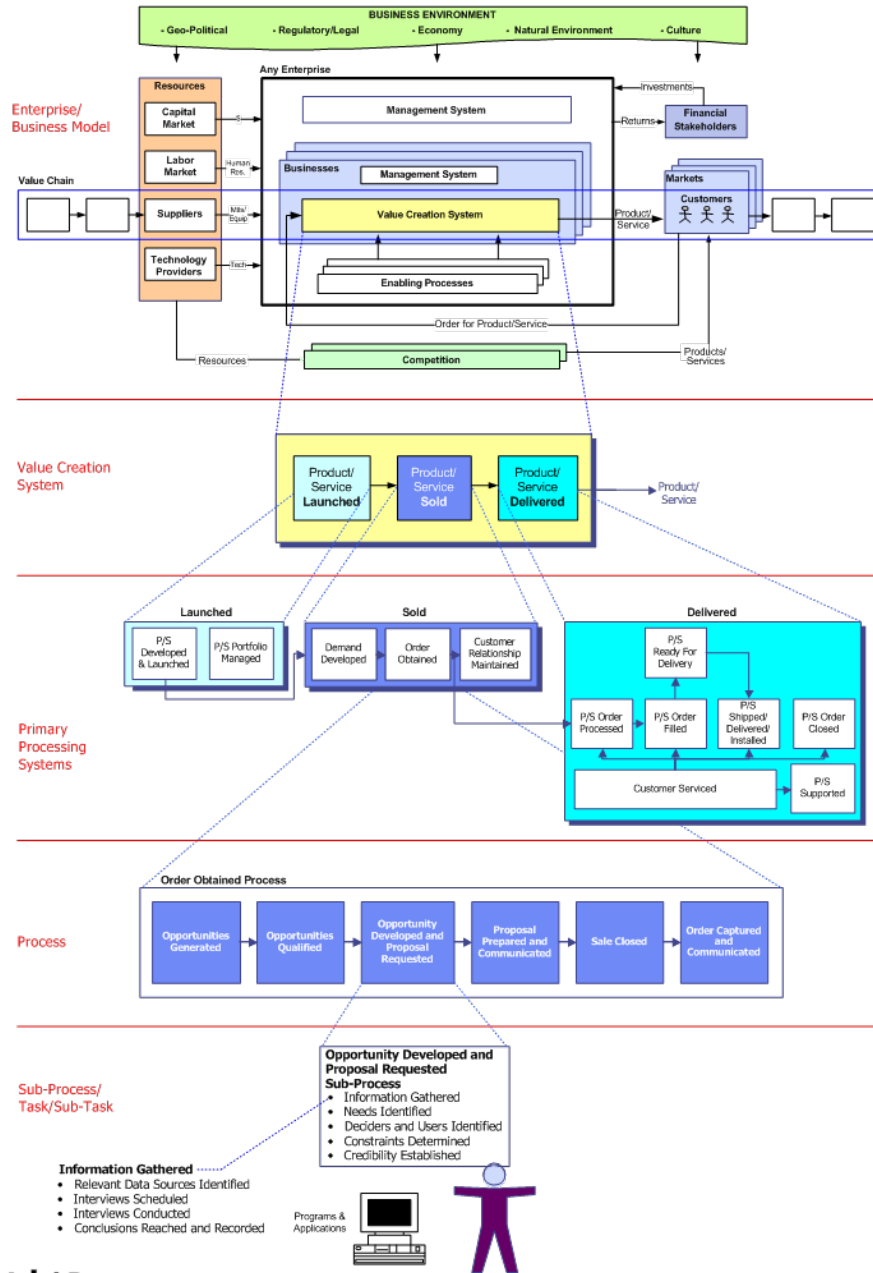 BUSINESS ENVIRONMENT
- Geo-Political - Regulatory/Legal - Economy - Natural Environment - Culture
Any Enterprise
Resources
Enterprise/
Business Model
Capital
Market
$
Management System
Investments
Returns
Financial
Stakeholders
Labor
Market
Human
Res.
Businesses
Management System
Markets
Customers
Value Chain
Suppliers
Mtls/
Equip
Value Creation System
Product/
Service
Technology
Providers
Tech
Enabling Processes
Order for Product/Service
Resources
Competition
Products/
Services
Value Creation
System
Product/
Service
Launched
Product/
Service
Sold
Product/
Service
Delivered
Product/
Service
Primary
Processing
Systems
Launched
P/S
Developed
& Launched
P/S Portfolio
Managed
Sold
Demand
Developed
Order
Obtained
Customer
Relationship
Maintained
Delivered
P/S
Ready For
Delivery
P/S Order
Processed
P/S Order
Filled
P/S
Shipped/
Delivered/
Installed
P/S Order
Closed
Customer Serviced
P/S
Supported
Process
Order Obtained Process
Opportunities
Generated
Opportunities
Qualified
Opportunity
Developed and
Proposal
Requested
Proposal
Prepared and
Communicated
Sale Closed
Order Captured
and
Communicated
Sub-Process/
Task/Sub-Task
Opportunity Developed and
Proposal Requested
Sub-Process
• Information Gathered
• Needs Identified
• Deciders and Users Identified
• Constraints Determined
• Credibility Established
Information Gathered
• Relevant Data Sources Identified
• Interviews Scheduled
• Interviews Conducted
• Conclusions Reached and Recorded
Programs &
Applications